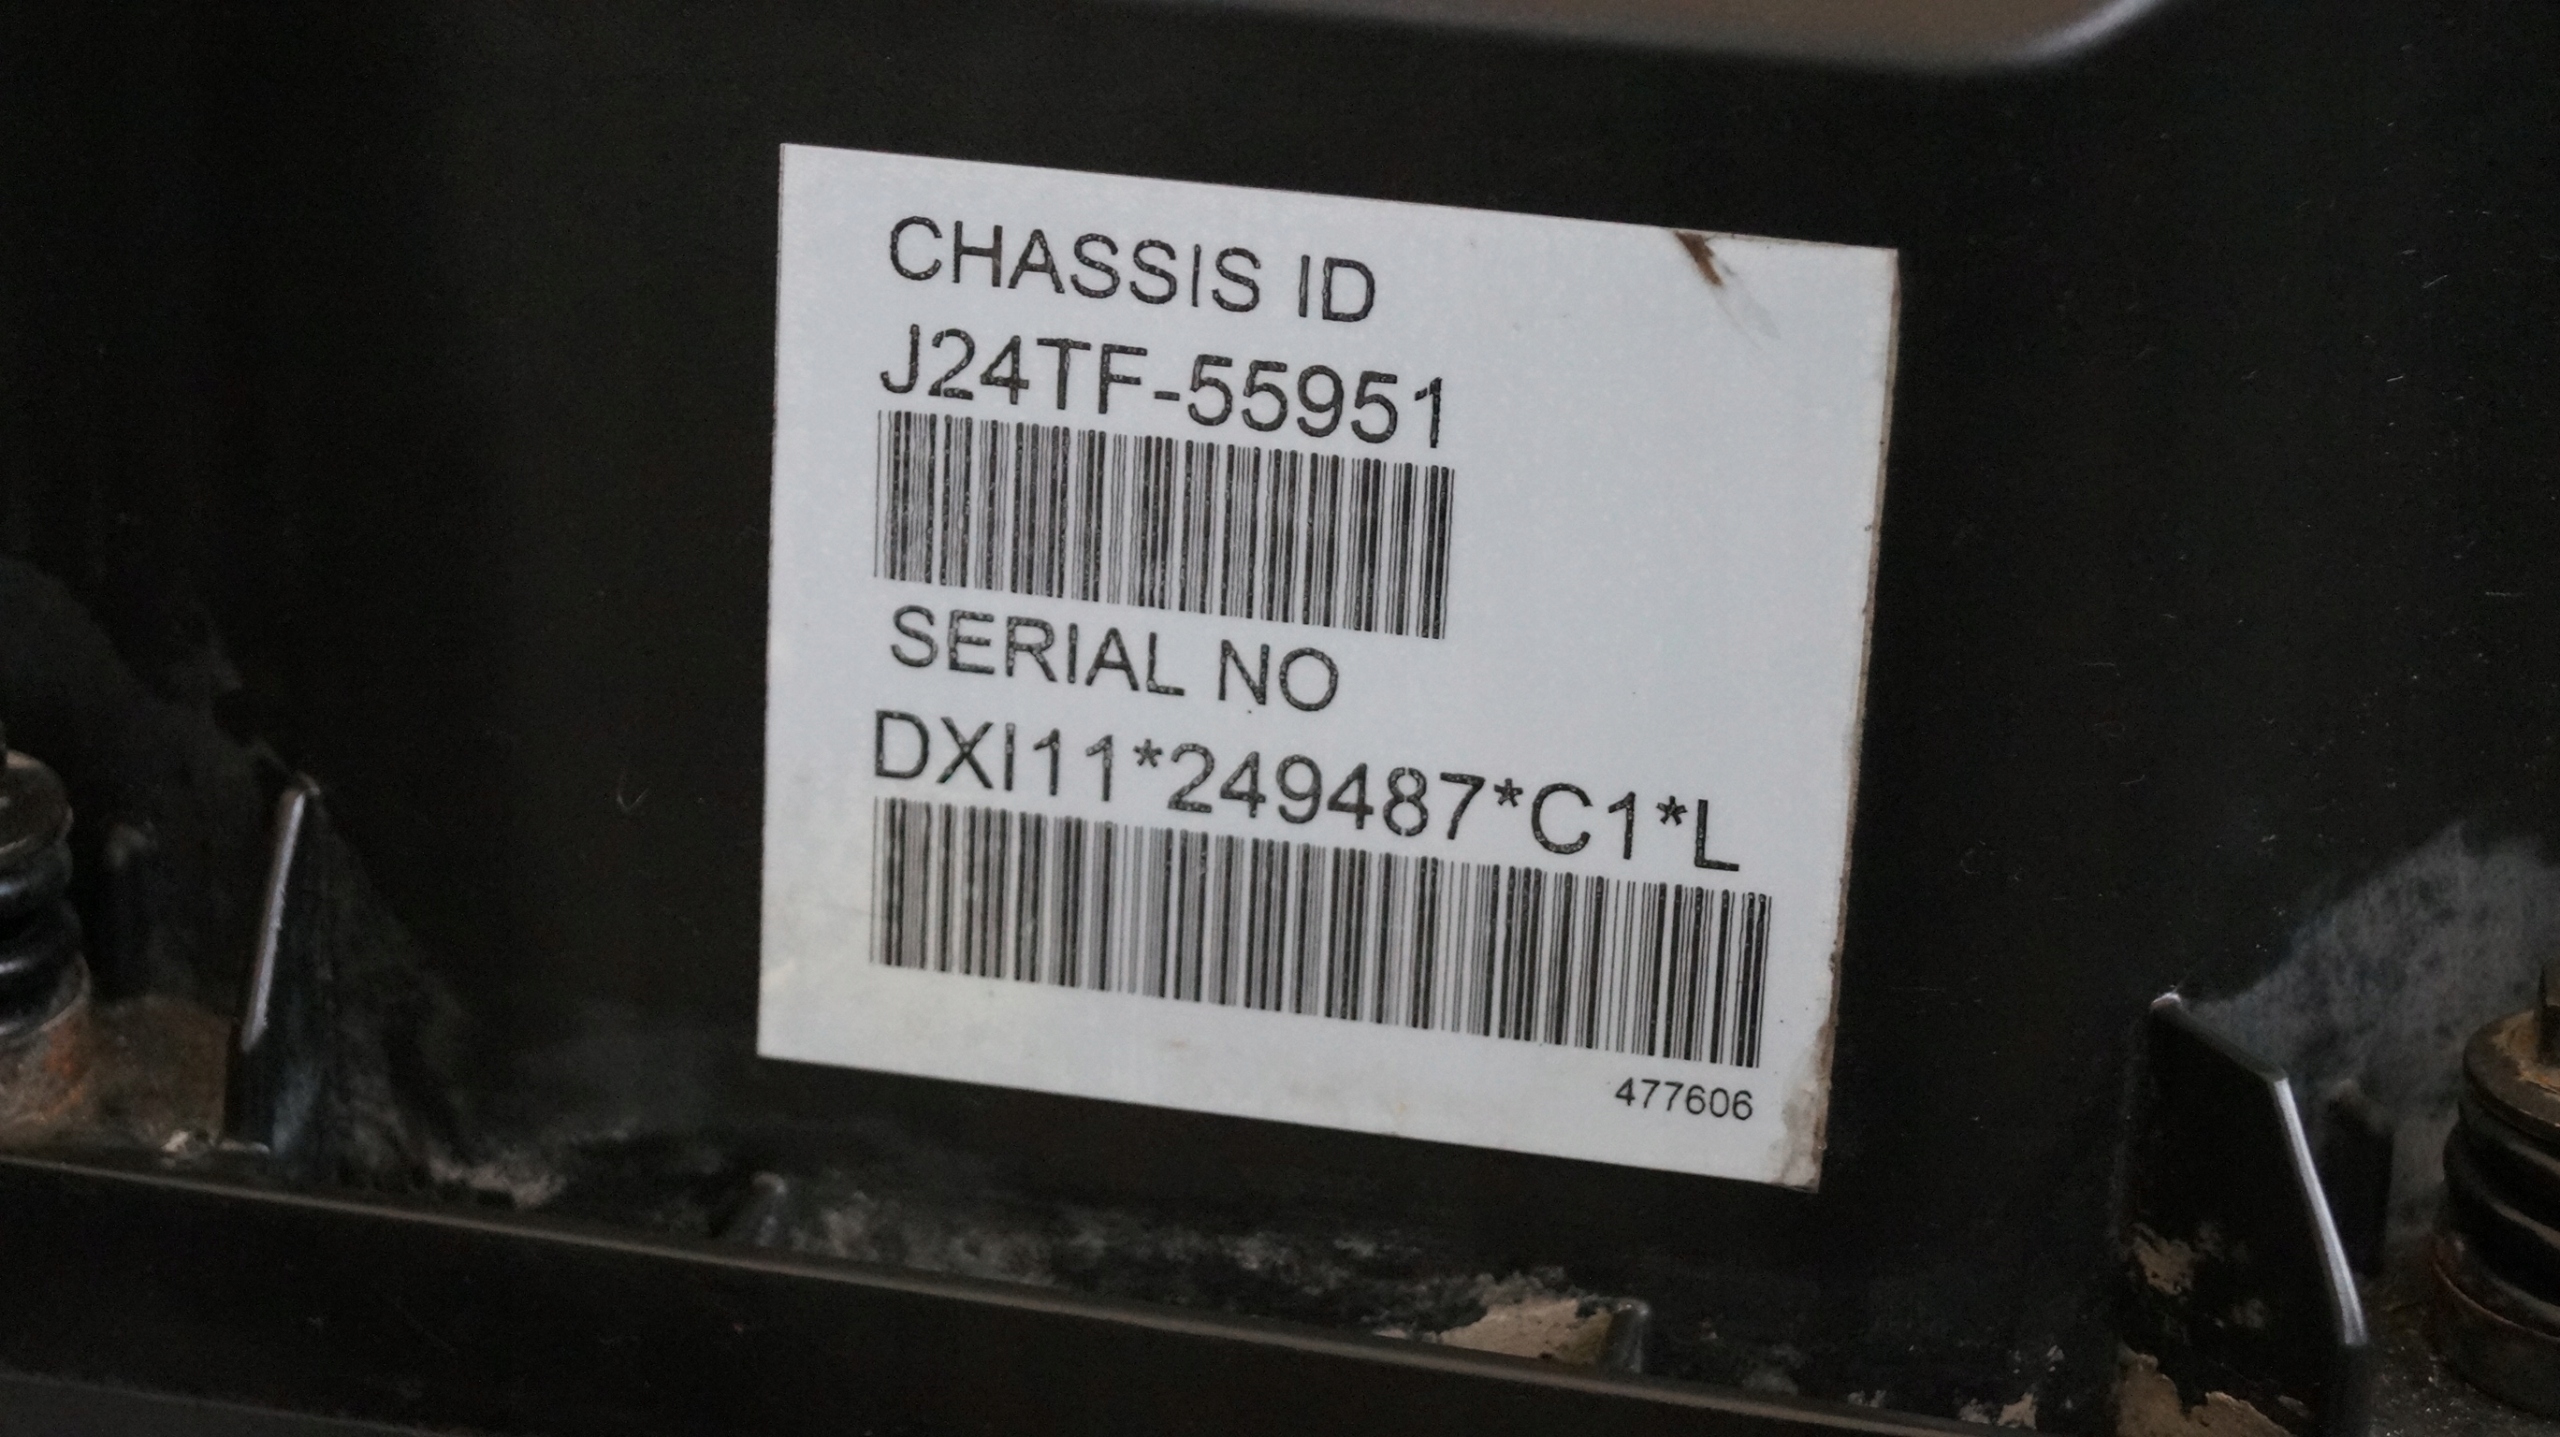 CHASSIS ID
J24TF-55951
SERIAL NO
DXI11*249487*C1*L
477606